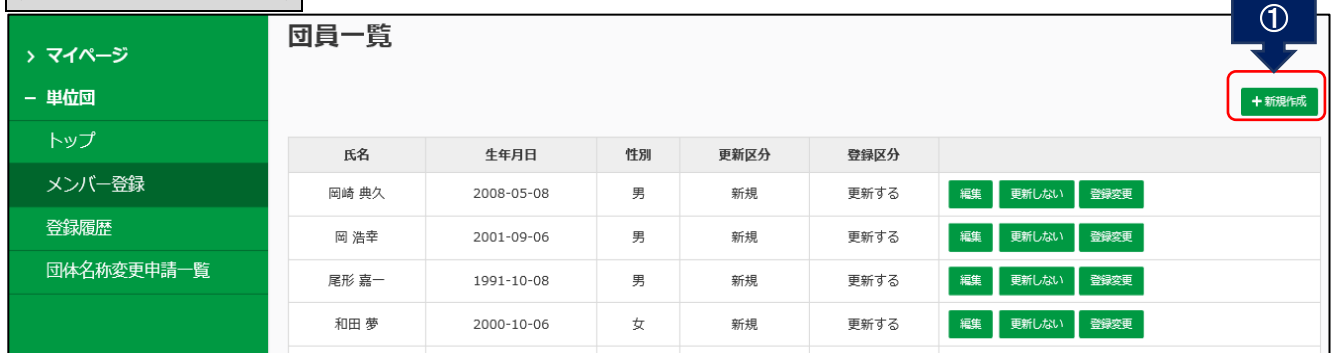 ①
団員一覧
> マイページ
− 単位団
トップ
メンバー登録
登録履歴
団体名称変更申請一覧
+ 新規作成
氏名 生年月日 性別 更新区分 登録区分
岡崎 典久 2008-05-08 男 新規 更新する 編集 更新しない 登録変更
岡 浩幸 2001-09-06 男 新規 更新する 編集 更新しない 登録変更
尾形 嘉一 1991-10-08 男 新規 更新する 編集 更新しない 登録変更
和田 夢 2000-10-06 女 新規 更新する 編集 更新しない 登録変更